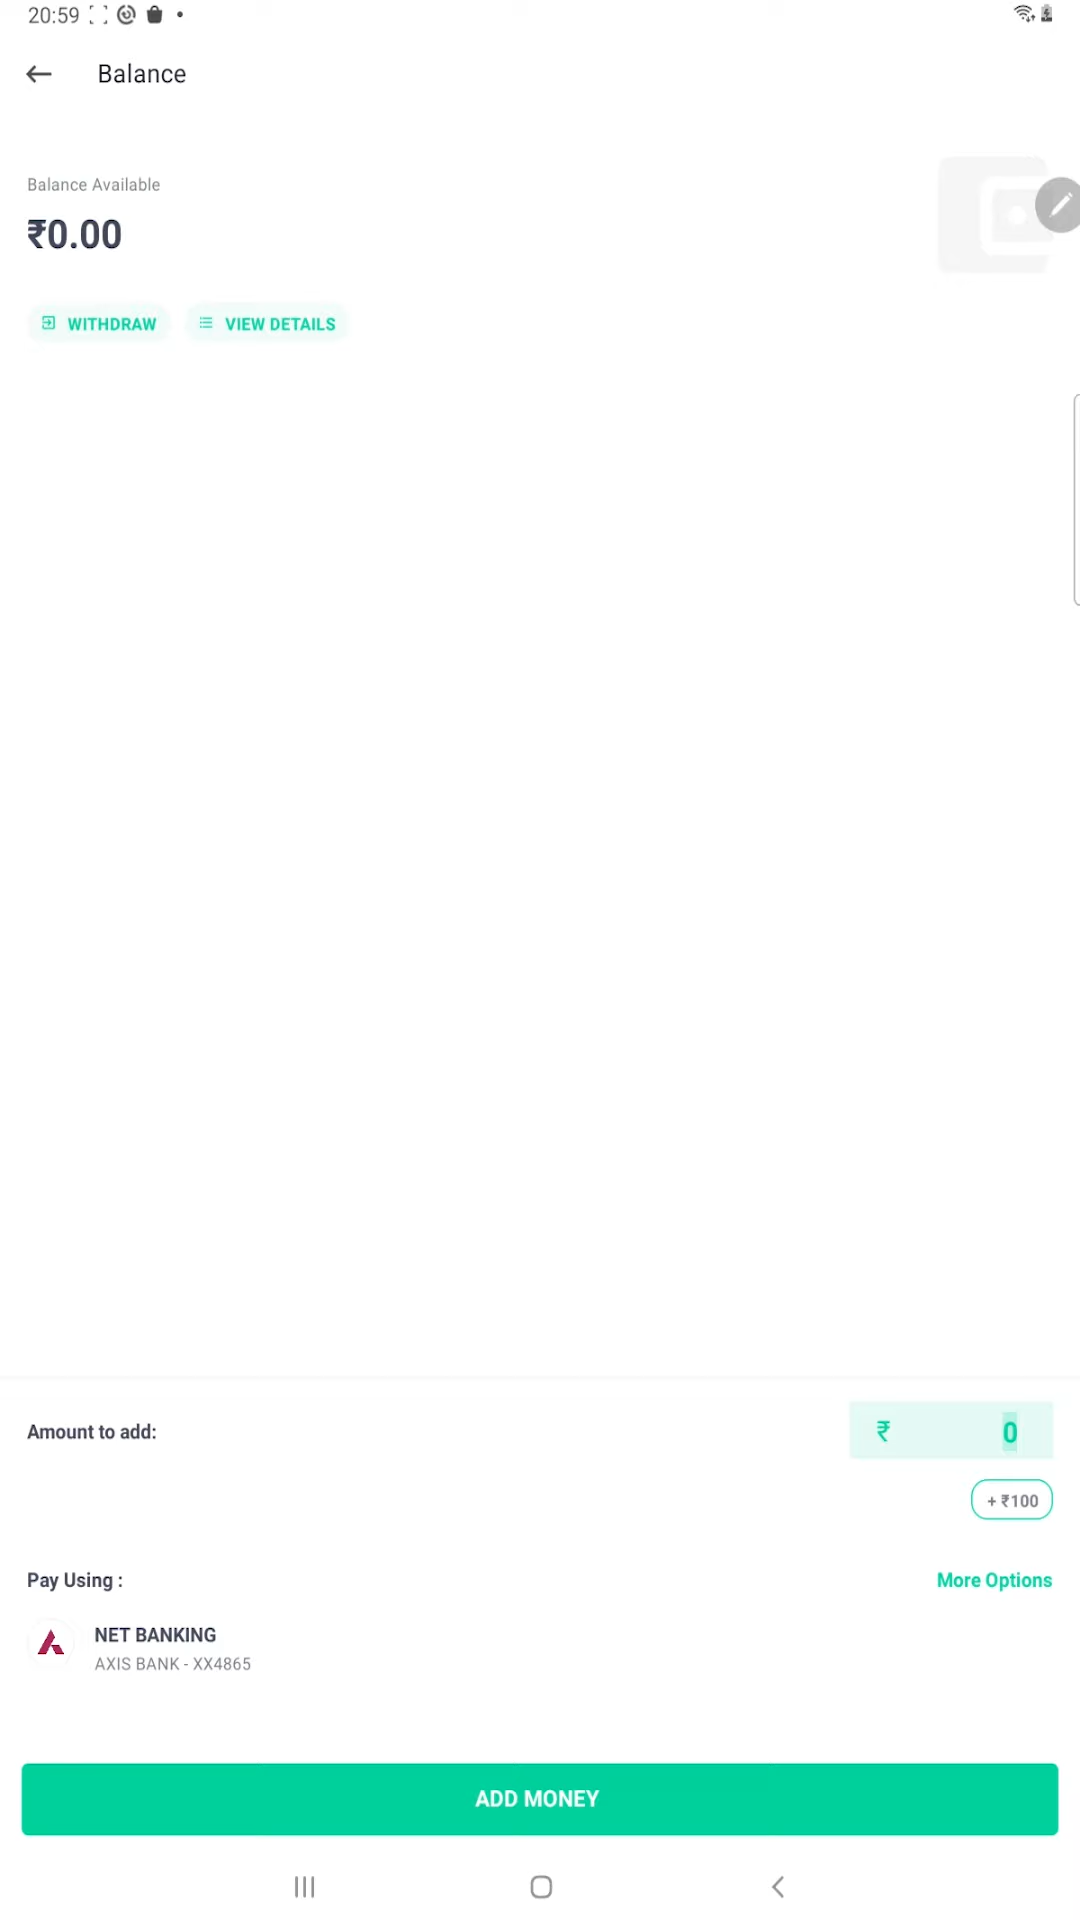 20:59
Balance
Balance Available
₹0.00
WITHDRAW
VIEW DETAILS
Amount to add:
₹ 0
+ ₹100
Pay Using :
More Options
NET BANKING
AXIS BANK - XX4865
ADD MONEY